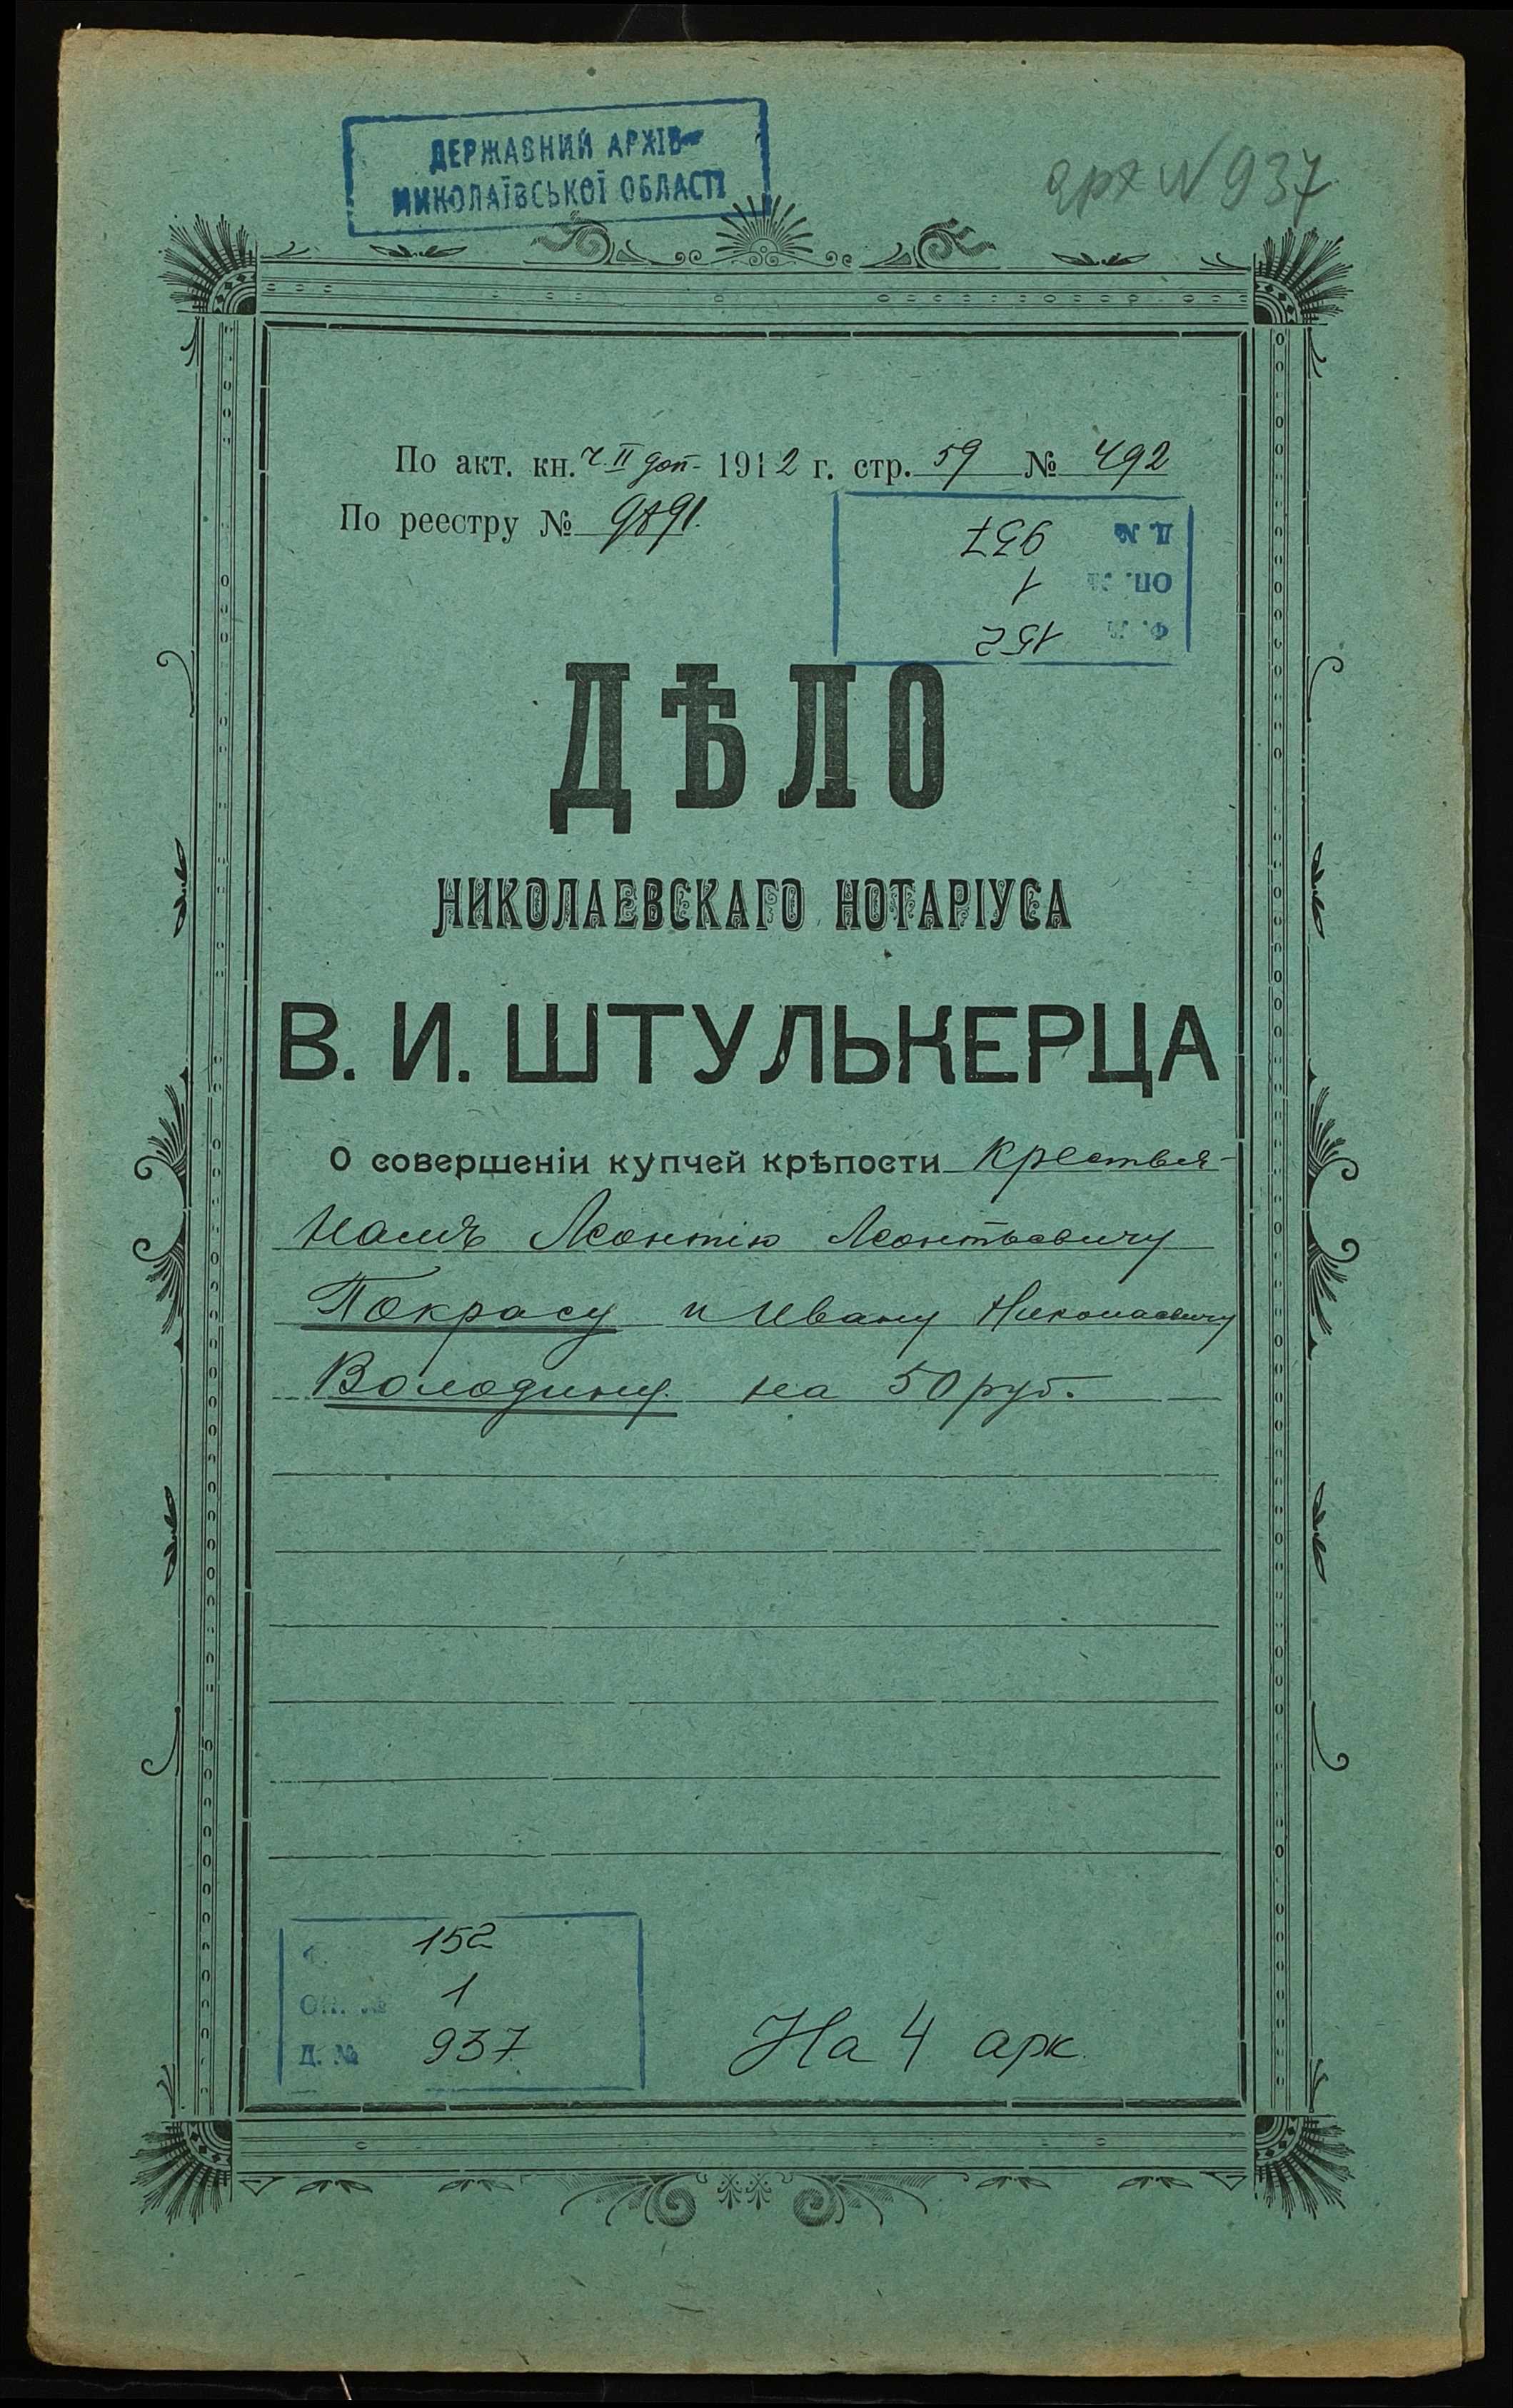 ДЕРЖАВНИЙ АРХІВ
МИКОЛАЇВСЬКОЇ ОБЛАСТІ
арх N 937
По акт. кн. ч. II доп. 1912 г. стр. 59 № 492
По реестру № 9891.
Д. № 937
ОП. № 1
Ф. № 152
ДѢЛО
НИКОЛАЕВСКАГО НОТАРІУСА
В. И. ШТУЛЬКЕРЦА
О совершеніи купчей крѣпости крестья-
намъ Леонтію Леонтьевичу
Покрасу и Ивану Николаевичу
Володину на 50 руб.
Ф. 152
ОП. № 1
Д. № 937
На 4 арк.